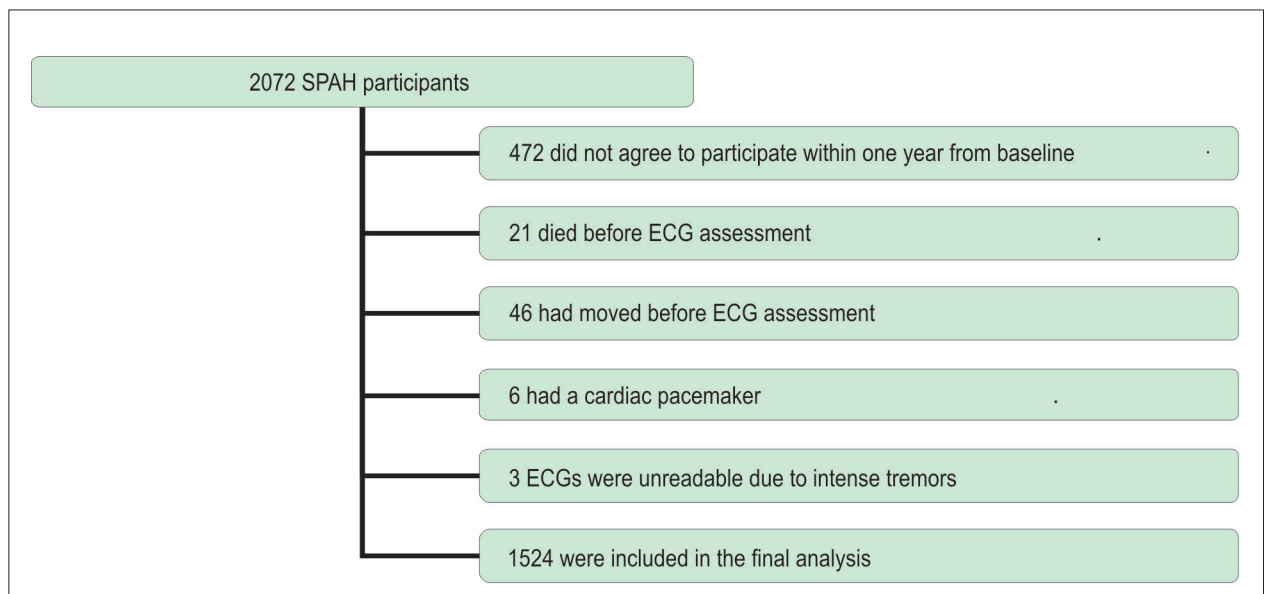 2072 SPAH participants
472 did not agree to participate within one year from baseline
21 died before ECG assessment
46 had moved before ECG assessment
6 had a cardiac pacemaker
3 ECGs were unreadable due to intense tremors
1524 were included in the final analysis